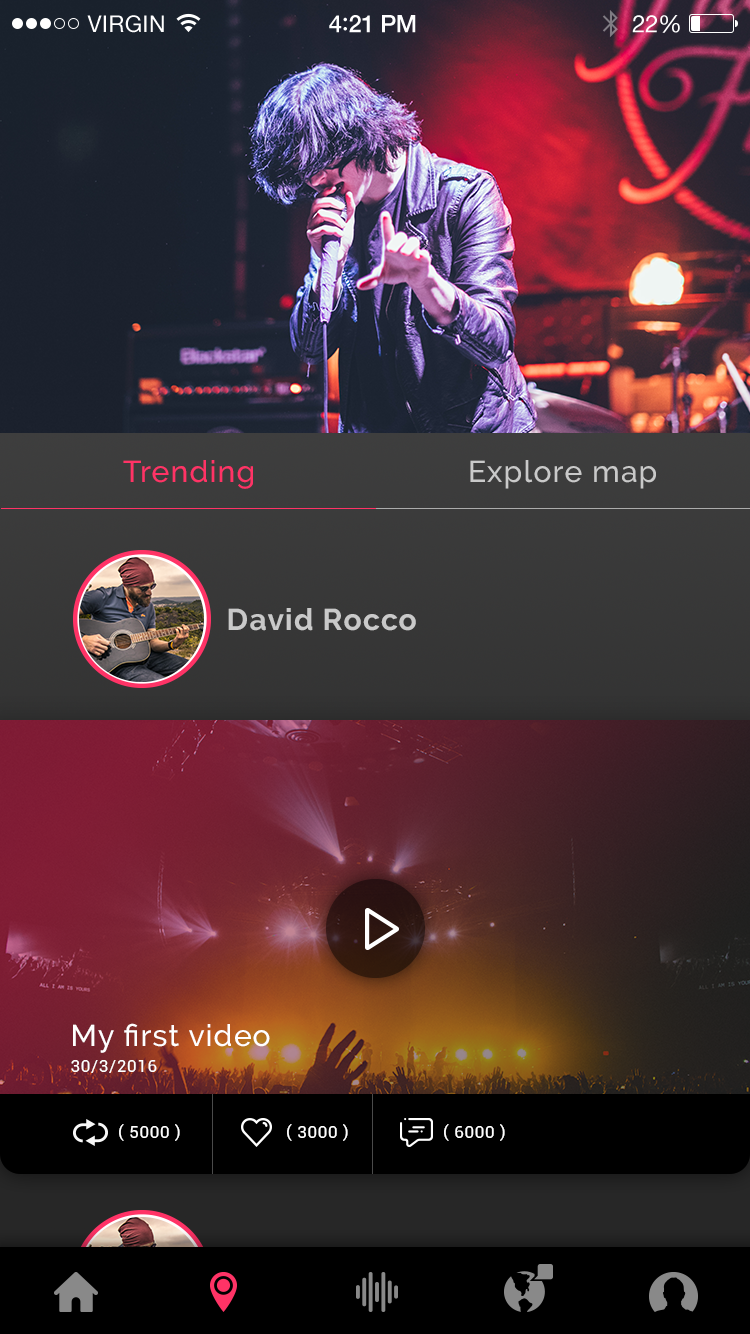 VIRGIN 4:21 PM 22%
Blackstar
Trending Explore map
David Rocco
ALL I AM IS YOURS
My first video
30/3/2016
( 5000 ) ( 3000 ) ( 6000 )